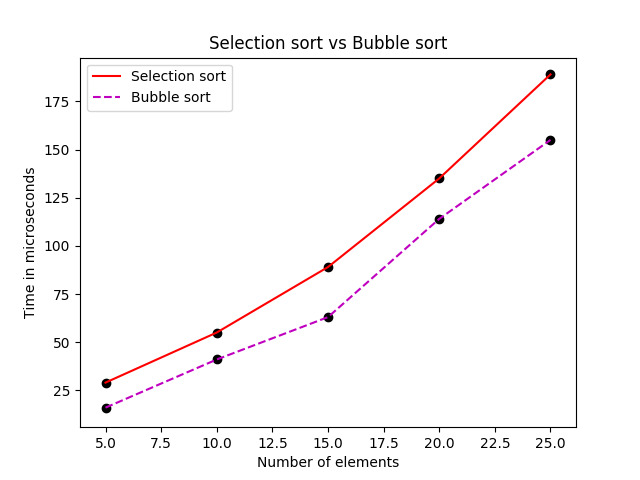 Selection sort vs Bubble sort
Selection sort
Bubble sort
175
150
125
100
75
50
25
Time in microseconds
5.0 7.5 10.0 12.5 15.0 17.5 20.0 22.5 25.0
Number of elements